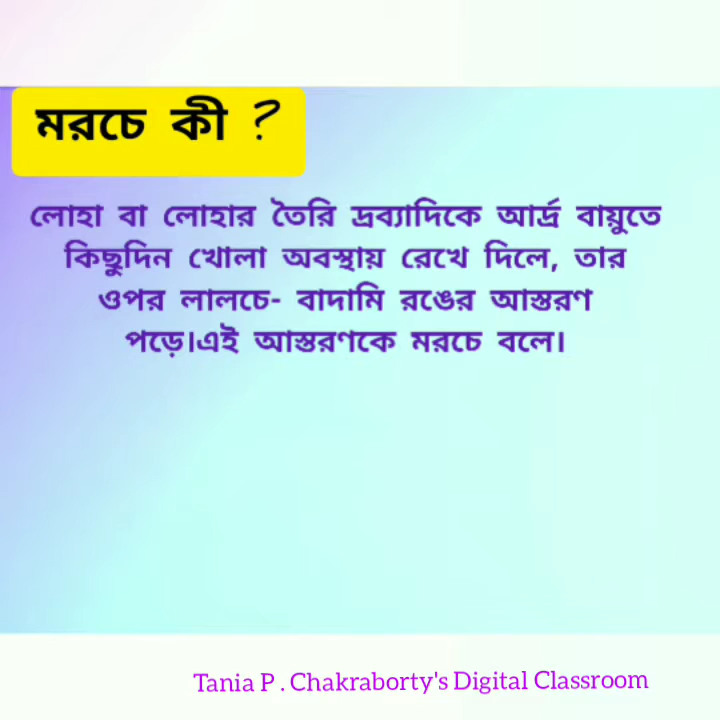 মরচে কী ?
লোহা বা লোহার তৈরি দ্রব্যাদিকে আর্দ্র বায়ুতে
কিছুদিন খোলা অবস্থায় রেখে দিলে, তার
ওপর লালচে- বাদামি রঙের আস্তরণ
পড়ে।এই আস্তরণকে মরচে বলে।
Tania P . Chakraborty's Digital Classroom